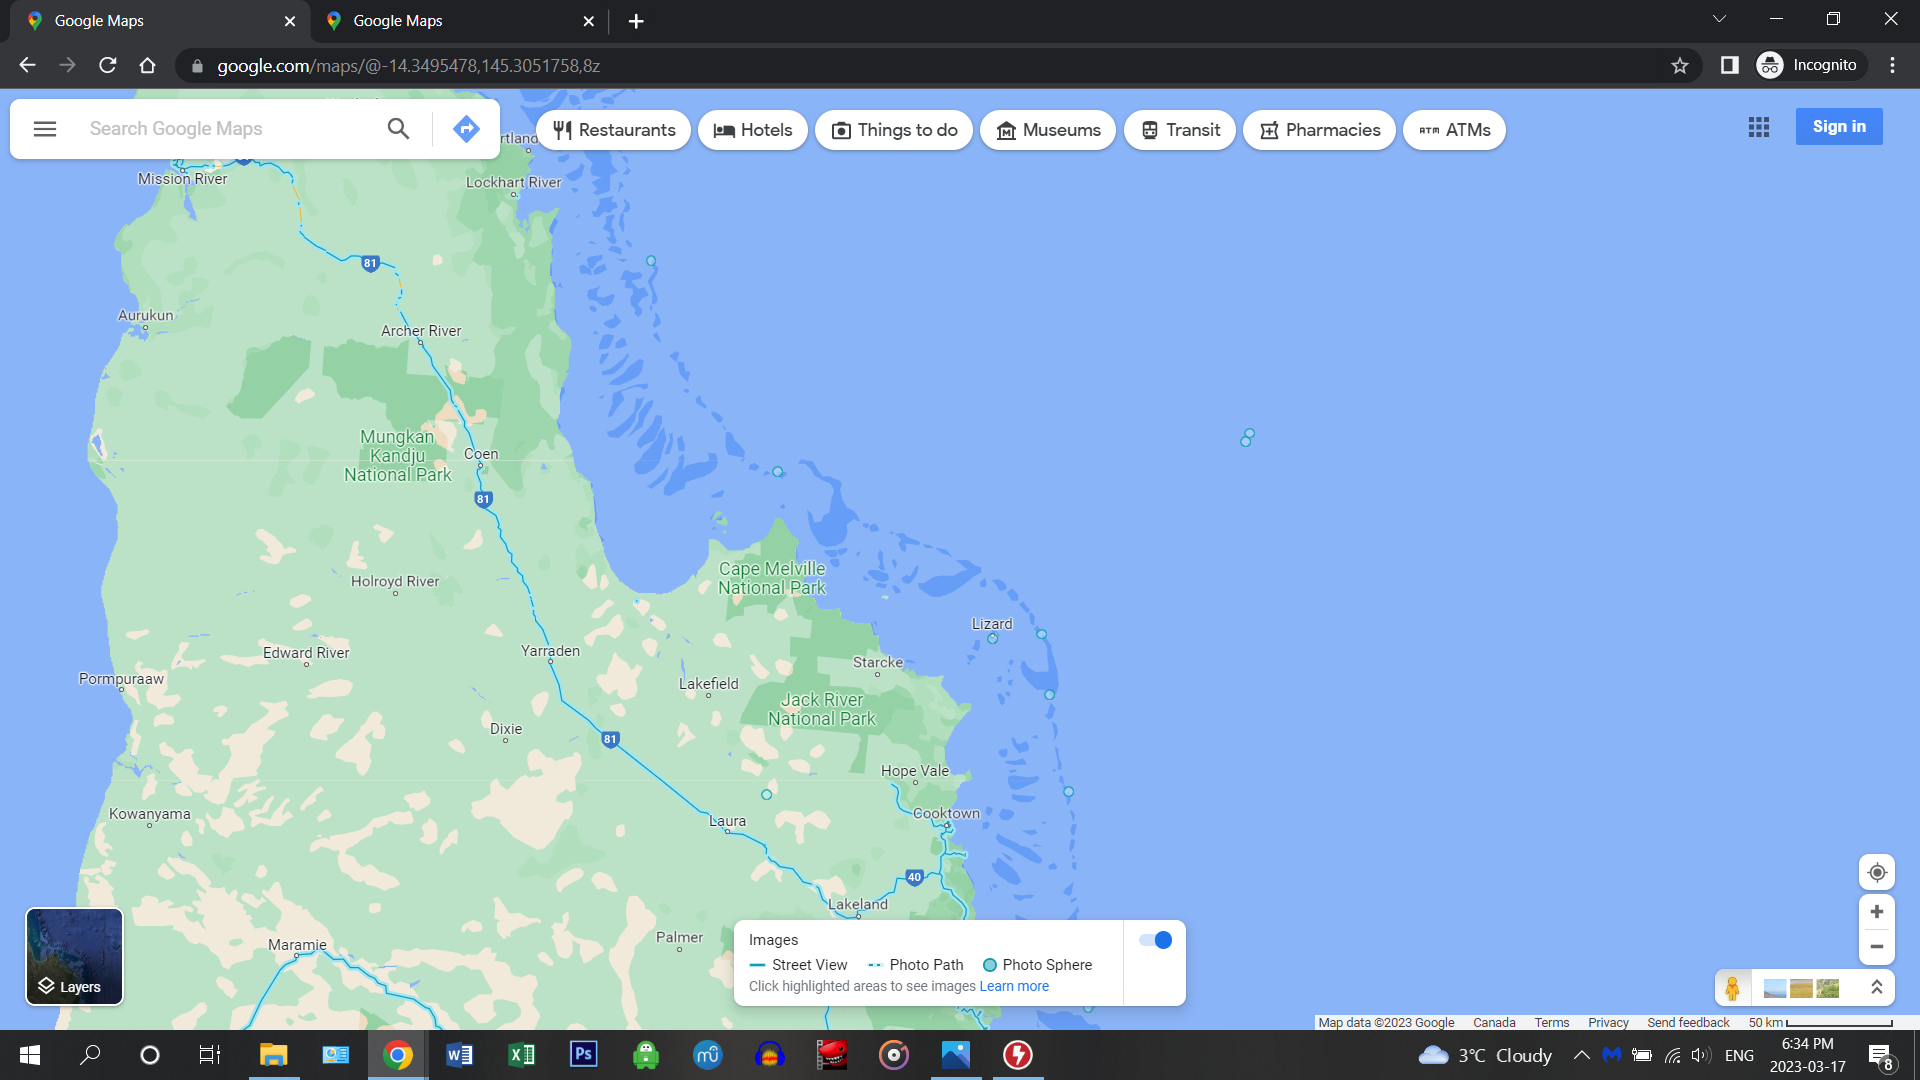 Google Maps
Google Maps
google.com/maps/@-14.3495478,145.3051758,8z
Incognito
Search Google Maps
Restaurants
Hotels
Things to do
Museums
Transit
Pharmacies
ATM ATMs
Sign in
Mission River
Lockhart River
81
Aurukun
Archer River
Mungkan
Kandju
National Park
Coen
81
Cape Melville
National Park
Holroyd River
Lizard
Edward River
Yarraden
Starcke
Pormpuraaw
Lakefield
Jack River
National Park
Dixie
81
Hope Vale
Kowanyama
Laura
Cooktown
40
Lakeland
Maramie
Palmer
Layers
Images
Street View
Photo Path
Photo Sphere
Click highlighted areas to see images Learn more
Map data ©2023 Google
Canada
Terms
Privacy
Send feedback
50 km
W
X
Ps
mü
3°C Cloudy
ENG
6:34 PM
2023-03-17
8